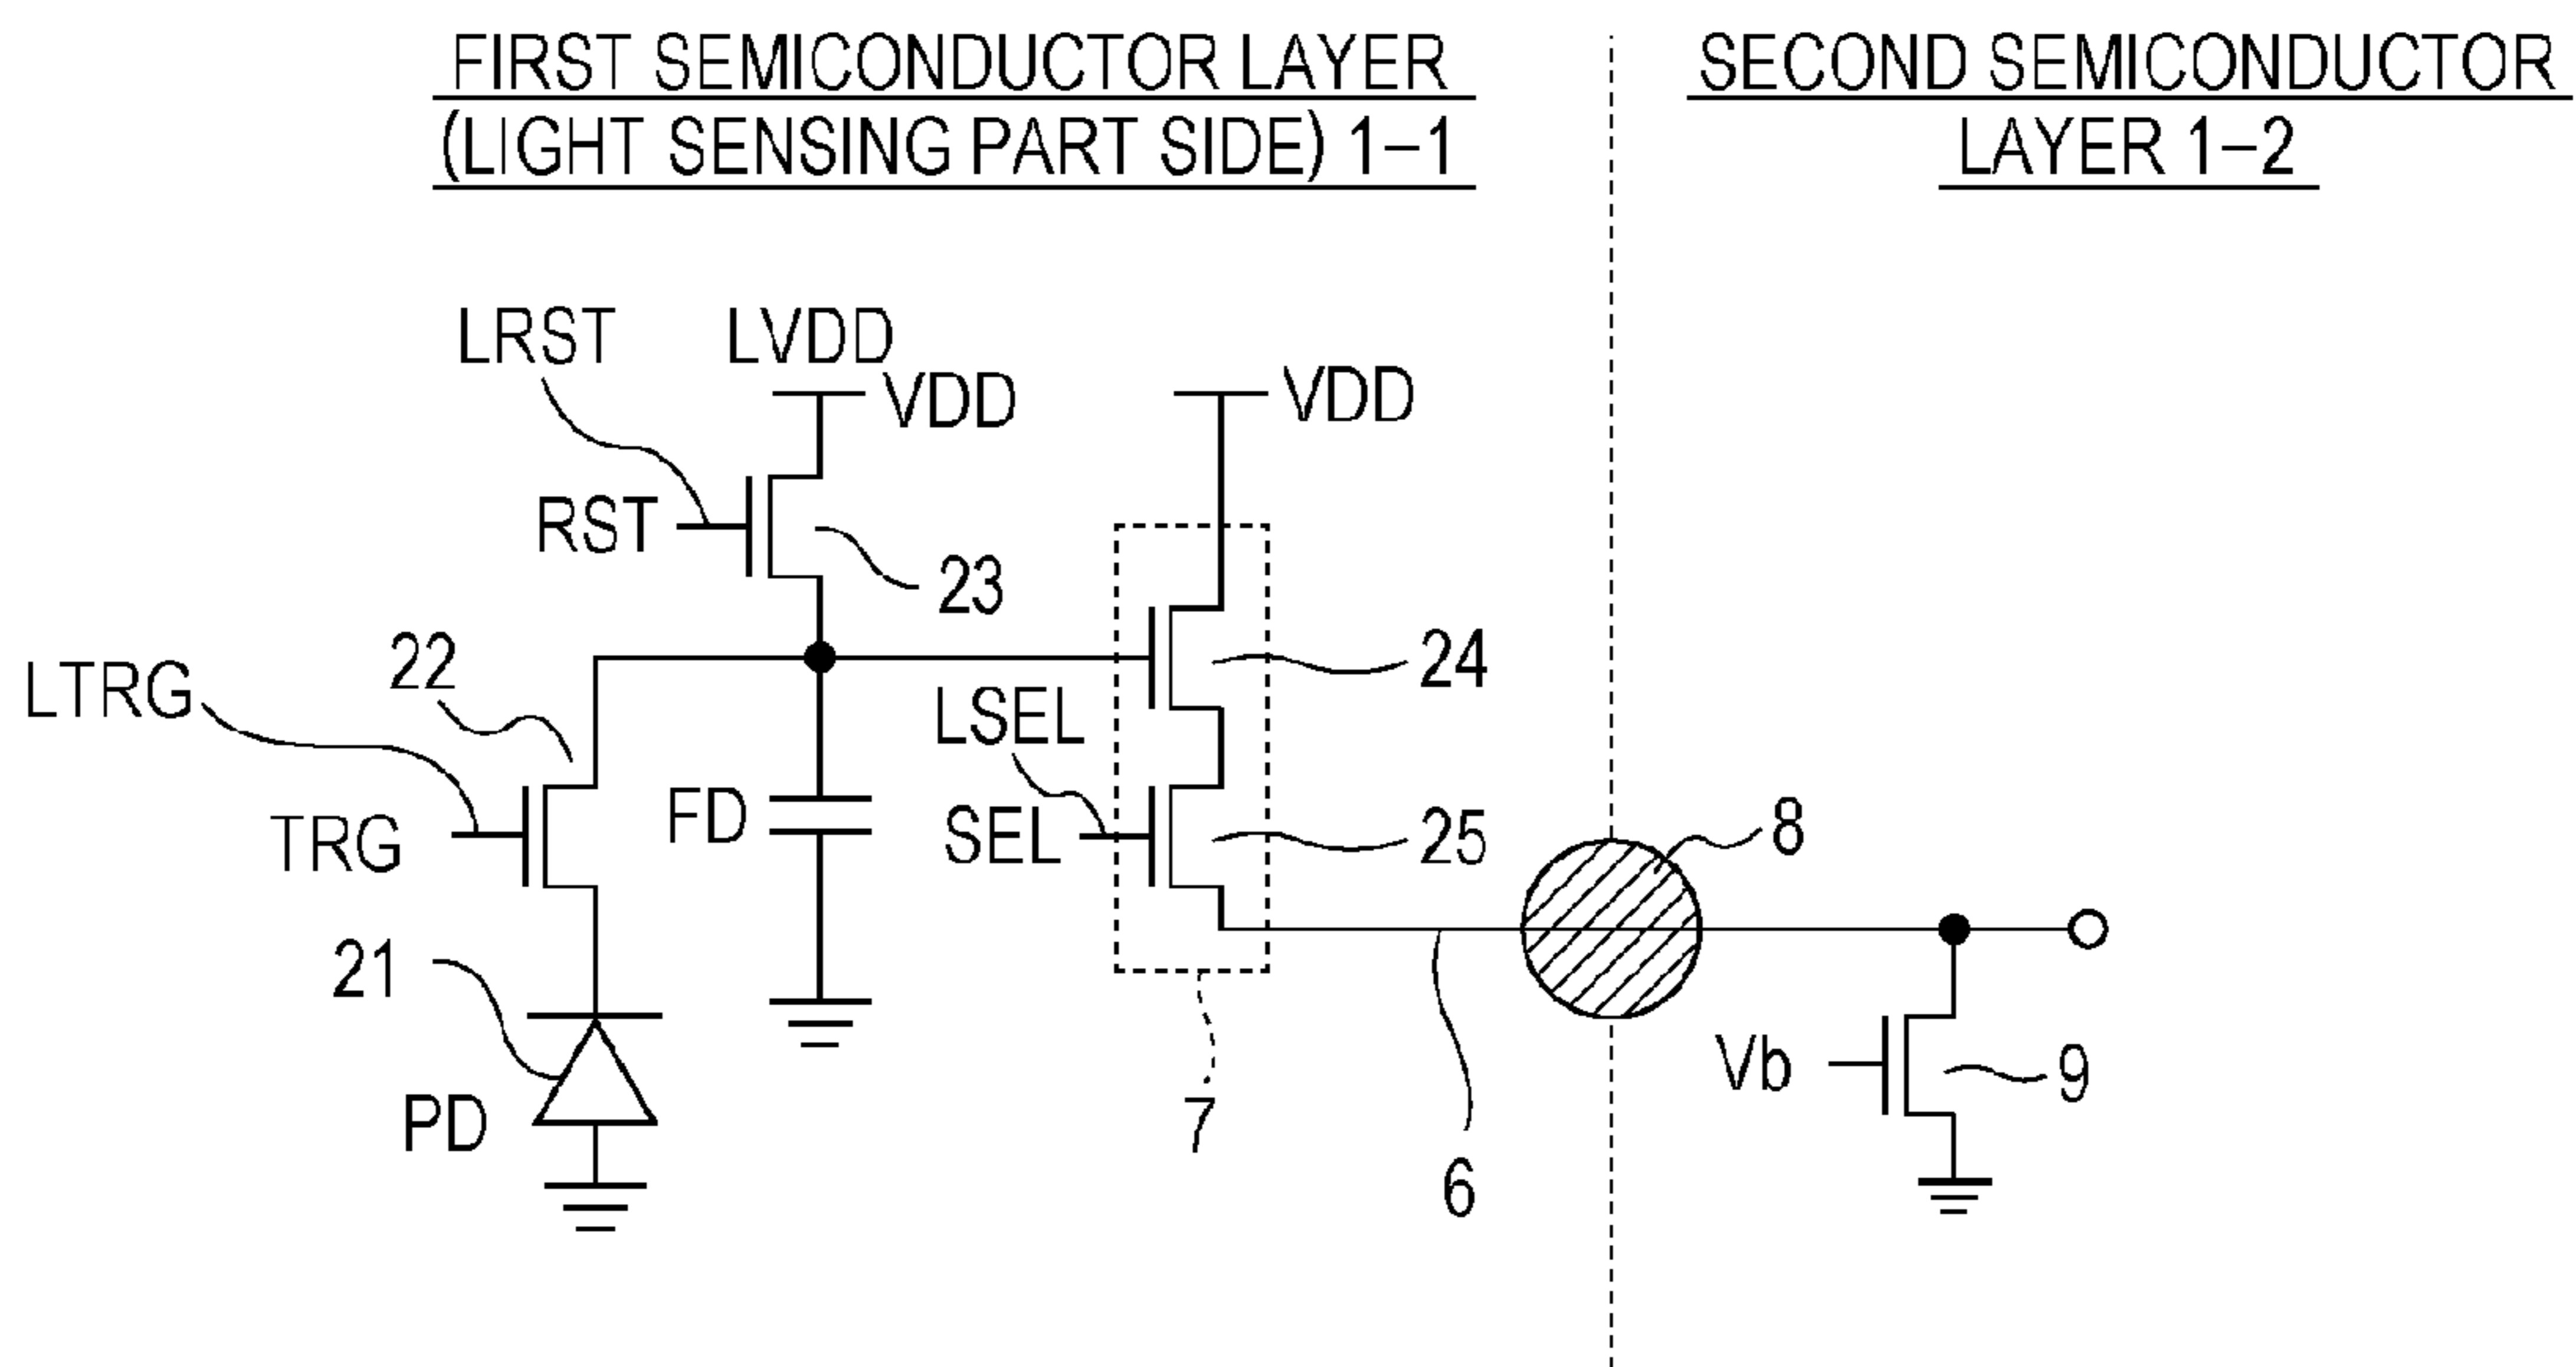 FIRST SEMICONDUCTOR LAYER
(LIGHT SENSING PART SIDE) 1-1
SECOND SEMICONDUCTOR
LAYER 1-2
LRST
LVDD
VDD
VDD
RST
23
22
24
LTRG
LSEL
TRG
FD
SEL
25
8
21
Vb
9
PD
7
6